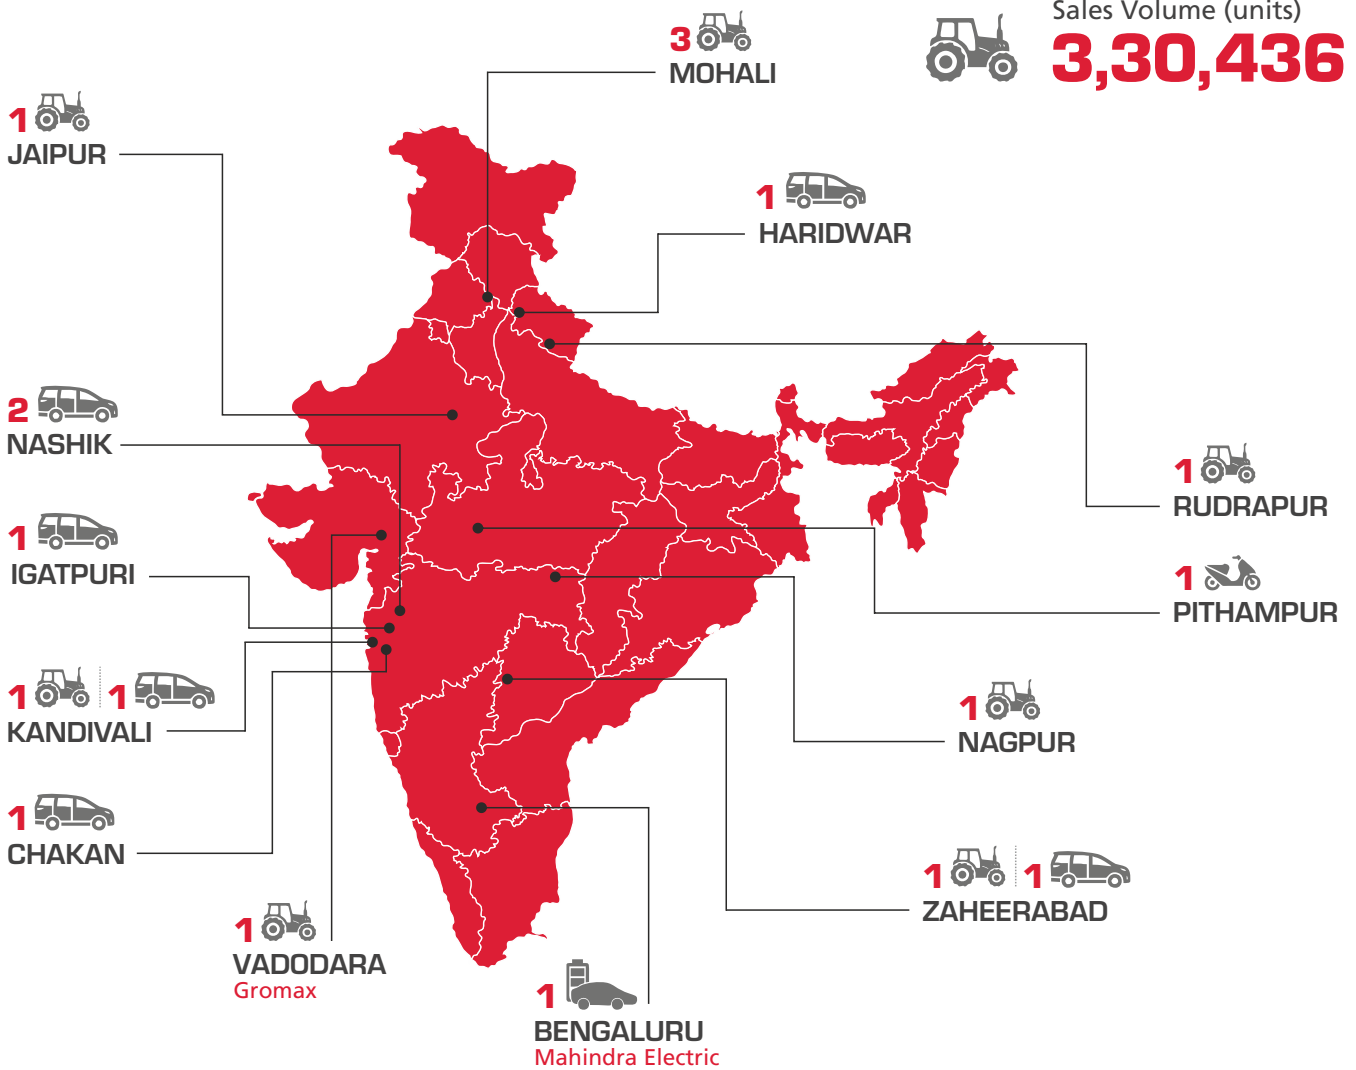 Sales Volume (units)
3,30,436
3
MOHALI
1
JAIPUR
1
HARIDWAR
2
NASHIK
1
RUDRAPUR
1
IGATPURI
1
PITHAMPUR
1 1
KANDIVALI
1
NAGPUR
1
CHAKAN
1 1
ZAHEERABAD
1
VADODARA
Gromax
1
BENGALURU
Mahindra Electric